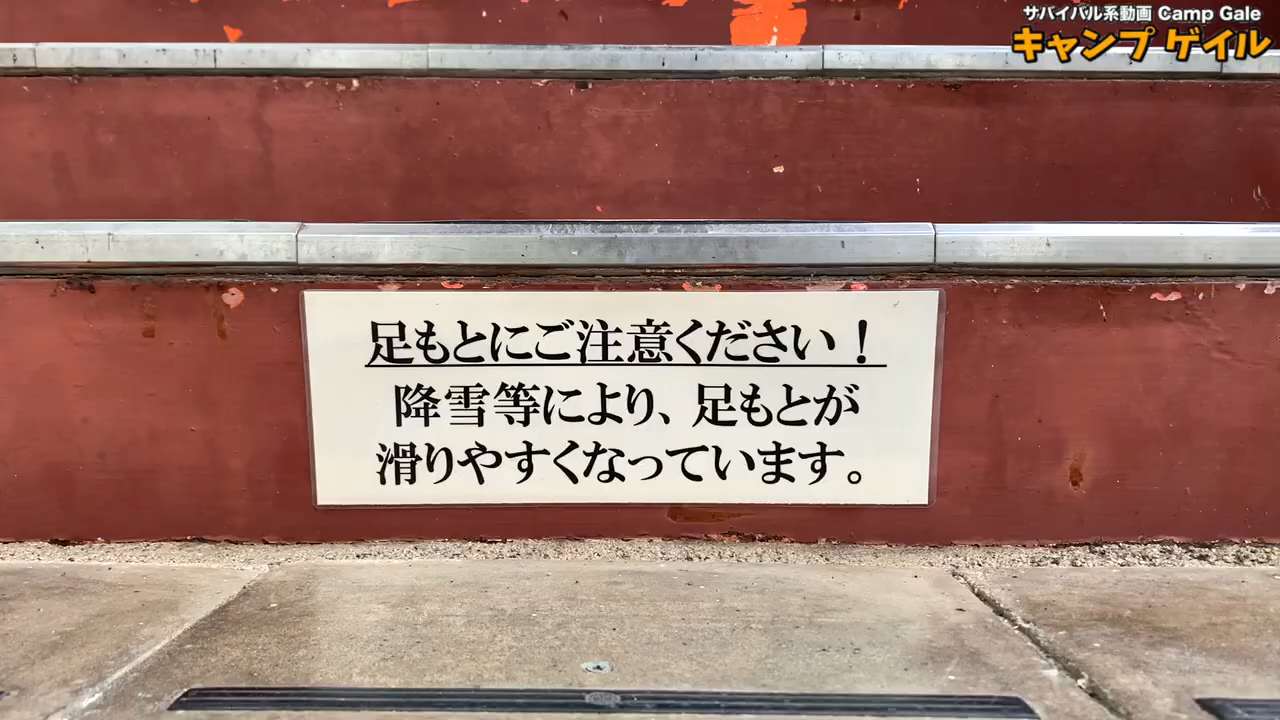 サバイバル系動画 Camp Gale
キャンプ ゲイル
足もとにご注意ください！
降雪等により、足もとが
滑りやすくなっています。